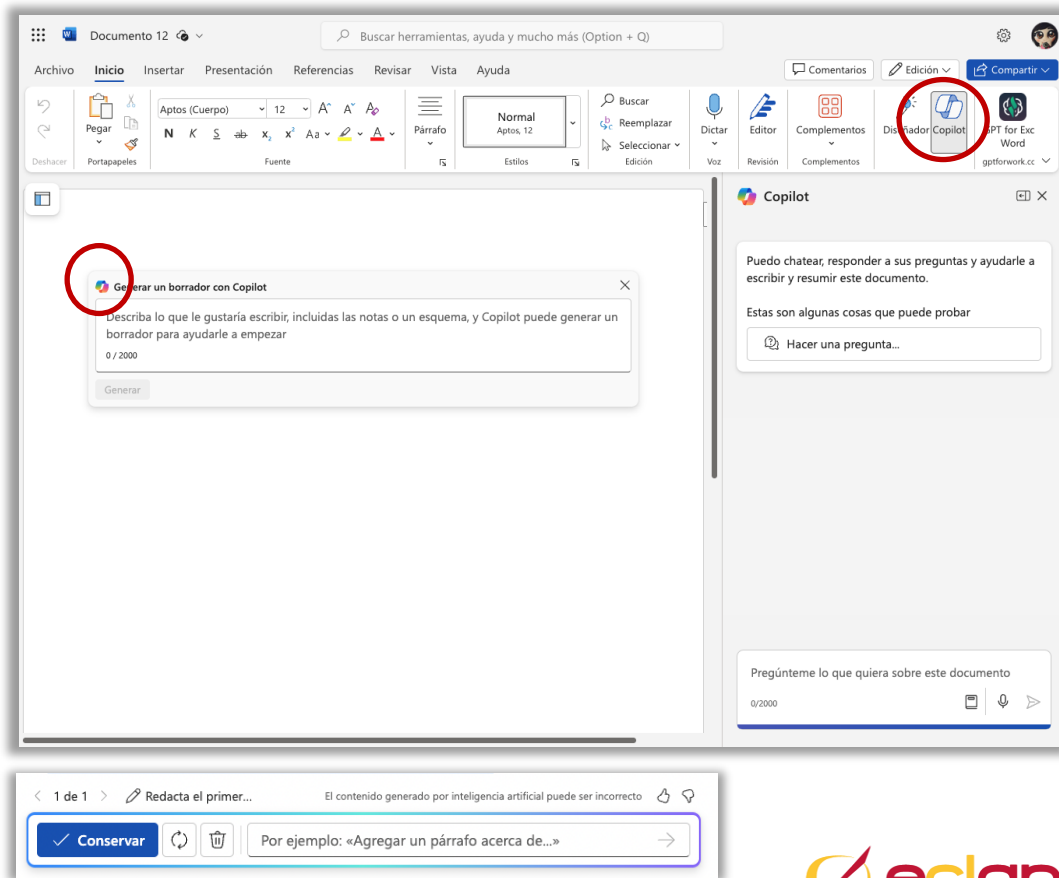 Documento 12
Buscar herramientas, ayuda y mucho más (Option + Q)
Archivo Inicio Insertar Presentación Referencias Revisar Vista Ayuda
Comentarios Edición Compartir
Pegar
Aptos (Cuerpo) 12
N K S ab x₂ x² Aa A
Párrafo
Normal
Aptos, 12
Buscar
Reemplazar
Seleccionar
Dictar
Editor
Complementos
Copilot
Word
Deshacer Portapapeles Fuente Estilos Edición Voz Revisión Complementos gptforwork.cc
Generar un borrador con Copilot
Describa lo que le gustaría escribir, incluidas las notas o un esquema, y Copilot puede generar un
borrador para ayudarle a empezar
0 / 2000
Generar
Copilot
Puedo chatear, responder a sus preguntas y ayudarle a
escribir y resumir este documento.
Estas son algunas cosas que puede probar
Hacer una pregunta...
Pregúnteme lo que quiera sobre este documento
0/2000
1 de 1 Redacta el primer... El contenido generado por inteligencia artificial puede ser incorrecto
Conservar Por ejemplo: «Agregar un párrafo acerca de...»